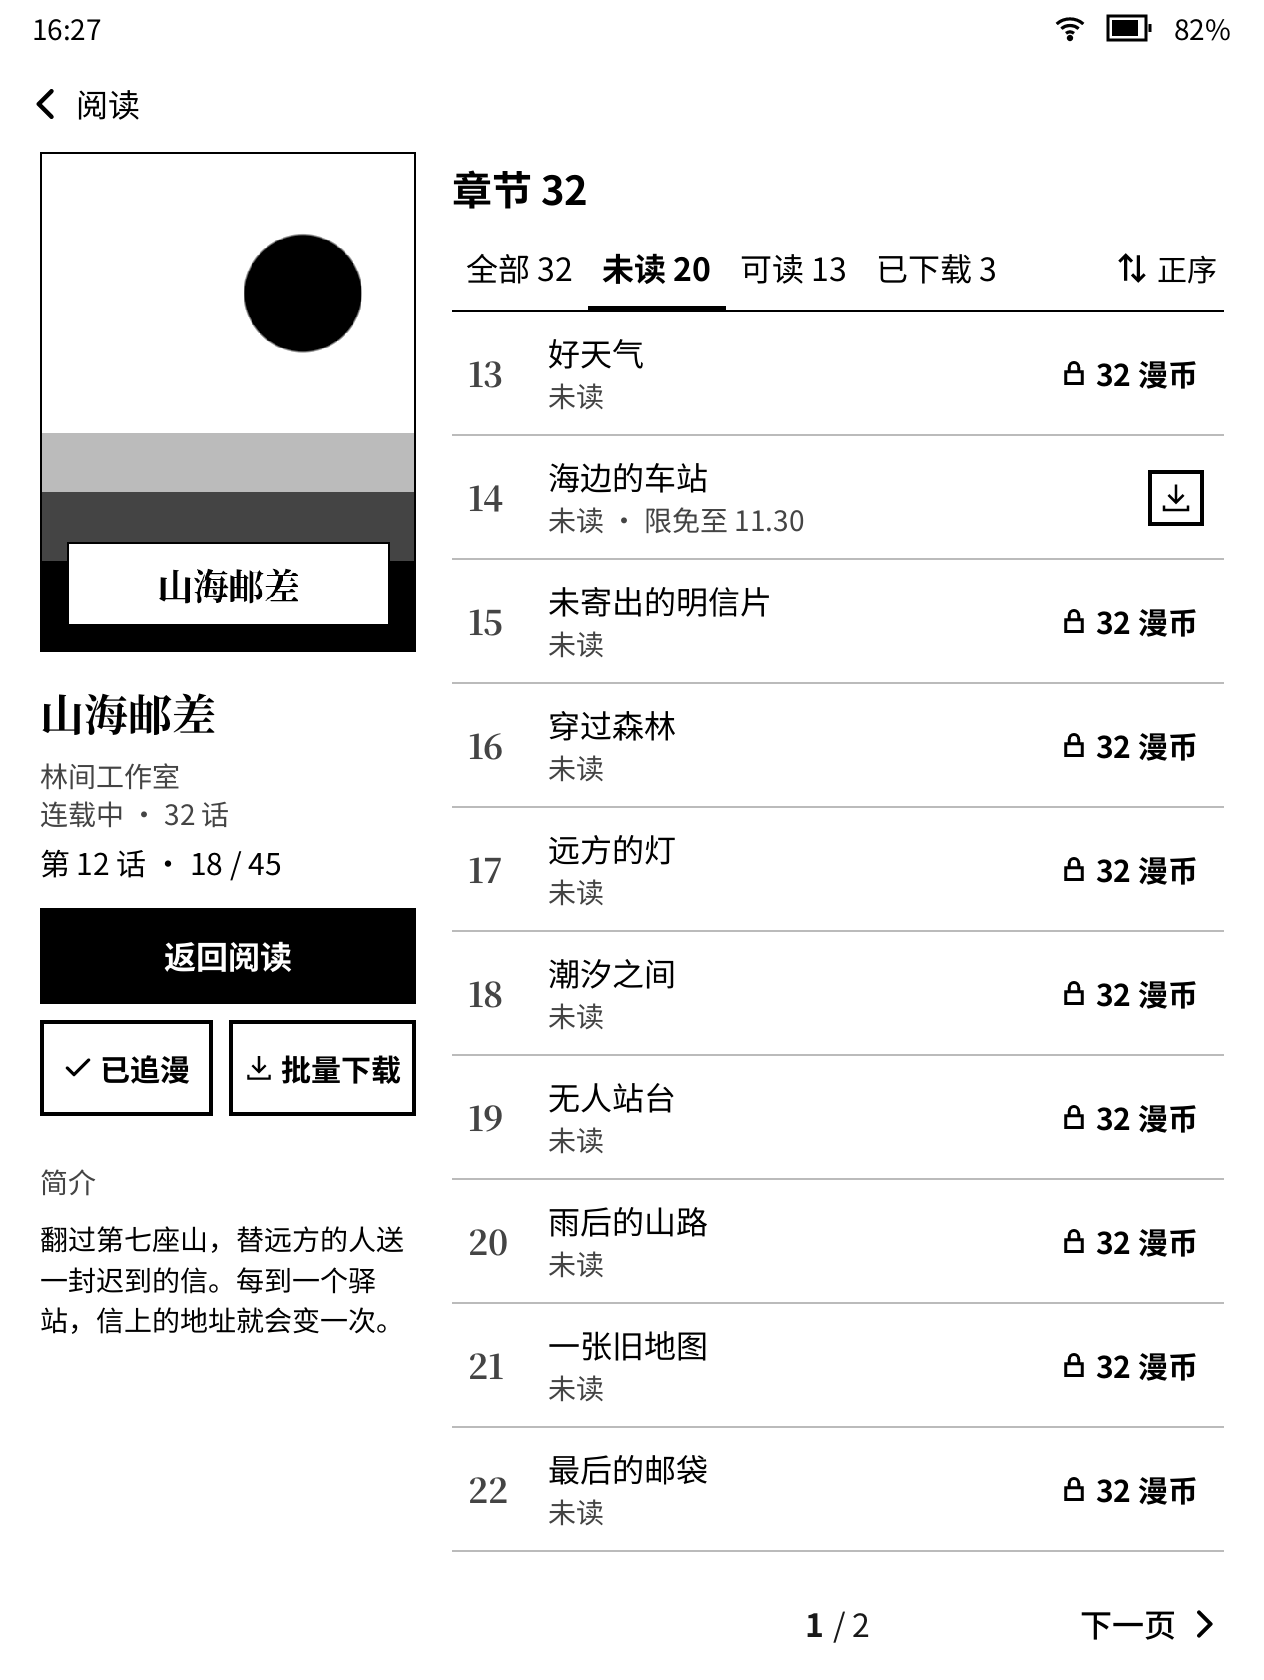 16:27
82%
阅读
山海邮差
山海邮差
林间工作室
连载中 · 32 话
第 12 话 · 18 / 45
返回阅读
已追漫
批量下载
简介
翻过第七座山，替远方的人送
一封迟到的信。每到一个驿
站，信上的地址就会变一次。
章节 32
全部 32 未读 20 可读 13 已下载 3 正序
13 好天气 32 漫币
未读
14 海边的车站
未读 · 限免至 11.30
15 未寄出的明信片 32 漫币
未读
16 穿过森林 32 漫币
未读
17 远方的灯 32 漫币
未读
18 潮汐之间 32 漫币
未读
19 无人站台 32 漫币
未读
20 雨后的山路 32 漫币
未读
21 一张旧地图 32 漫币
未读
22 最后的邮袋 32 漫币
未读
1 / 2
下一页